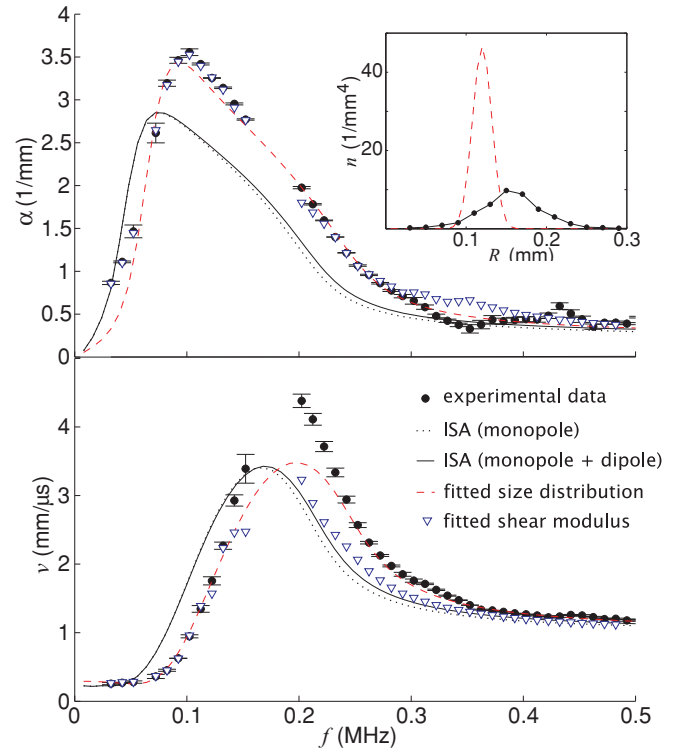 4
3.5
3
2.5
2
1.5
1
0.5
0
α (1/mm)
40
20
n (1/mm⁴)
0.1
0.2
0.3
R (mm)
4
3
2
1
0
v (mm/µs)
experimental data
ISA (monopole)
ISA (monopole + dipole)
fitted size distribution
fitted shear modulus
0
0.1
0.2
0.3
0.4
0.5
f (MHz)